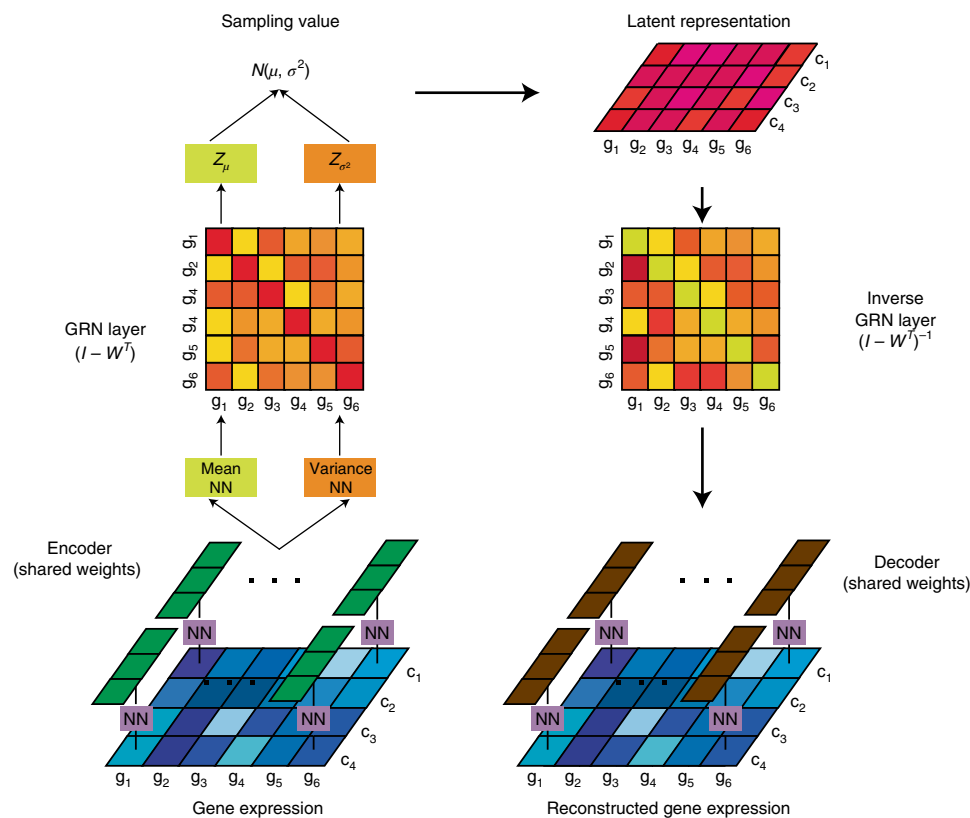 Sampling value
N(μ, σ²)
Z_μ
Z_σ²
g₁
g₂
g₄
g₄
g₅
g₆
g₁ g₂ g₃ g₄ g₅ g₆
GRN layer
(I – Wᵀ)
Mean
NN
Variance
NN
Encoder
(shared weights)
. . .
NN
NN
. . .
NN
NN
c₁
c₂
c₃
c₄
g₁ g₂ g₃ g₄ g₅ g₆
Gene expression
Latent representation
c₁
c₂
c₃
c₄
g₁ g₂ g₃ g₄ g₅ g₆
g₁
g₂
g₃
g₄
g₅
g₆
g₁ g₂ g₃ g₄ g₅ g₆
Inverse
GRN layer
(I – Wᵀ)⁻¹
Decoder
(shared weights)
. . .
NN
NN
. . .
NN
NN
c₁
c₂
c₃
c₄
g₁ g₂ g₃ g₄ g₅ g₆
Reconstructed gene expression